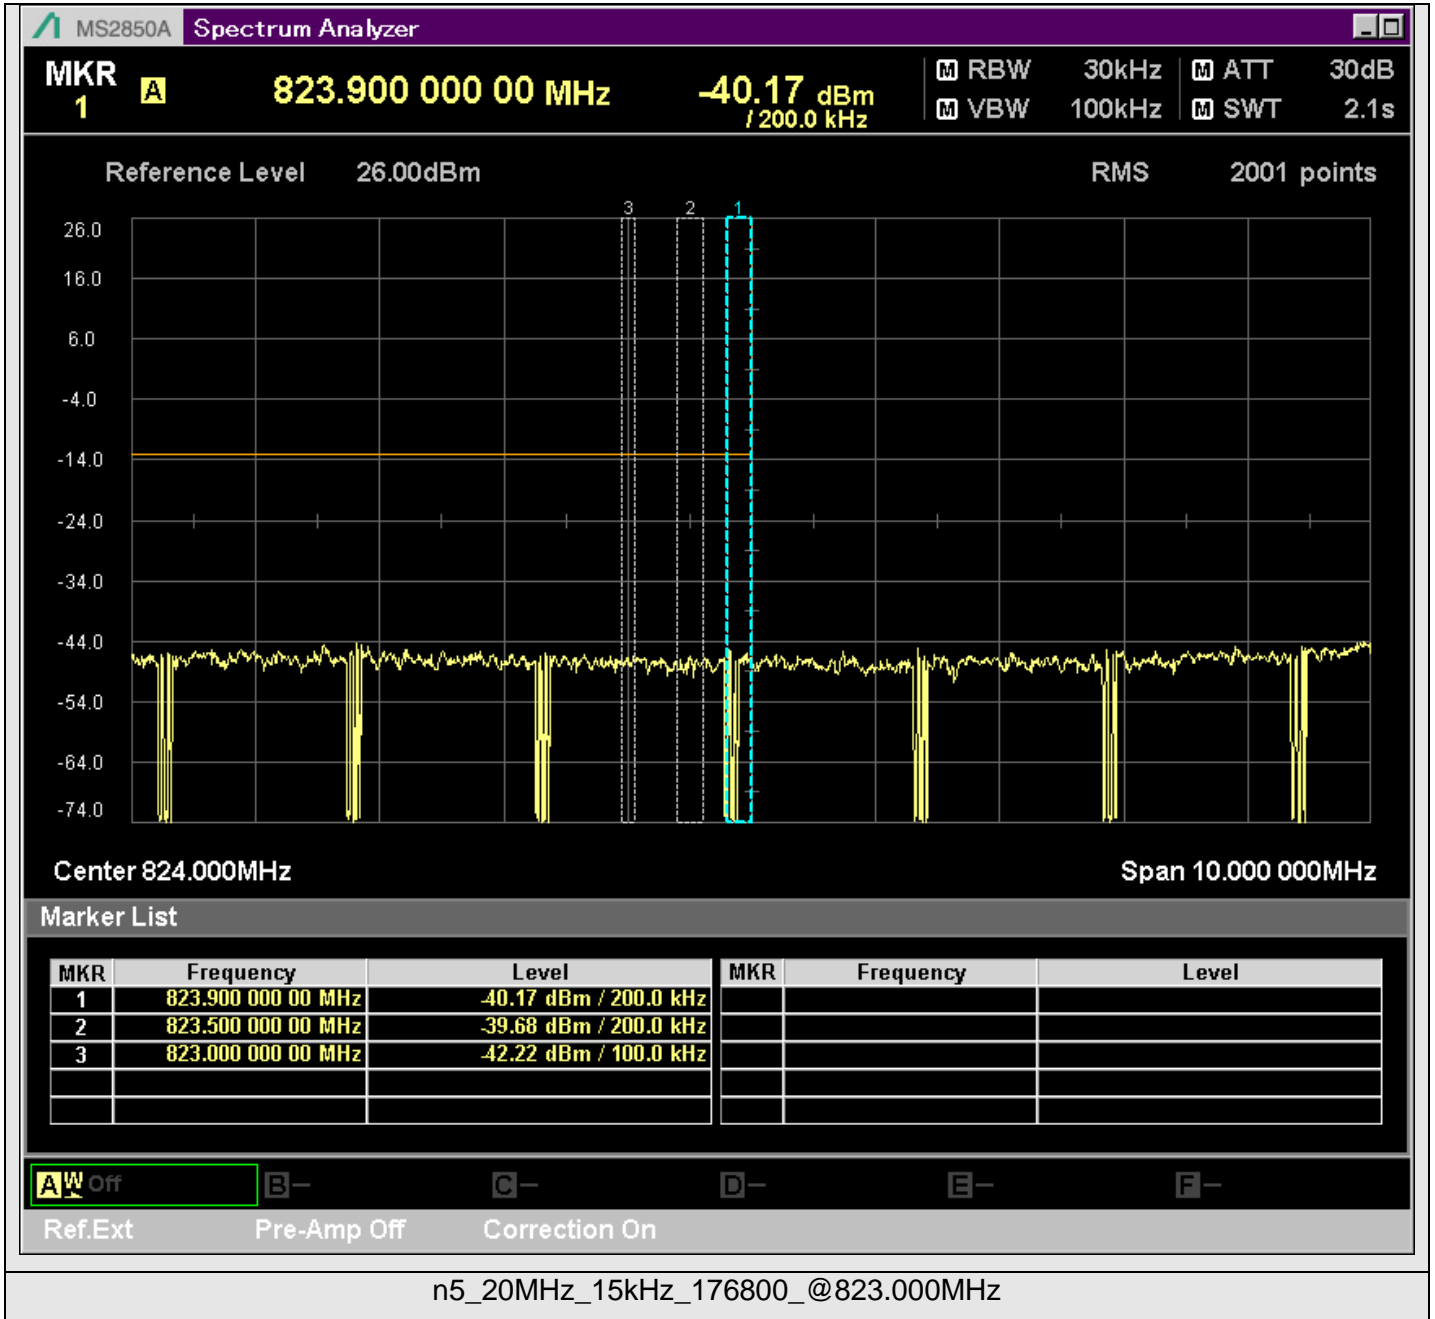 MS2850A Spectrum Analyzer
MKR 1 A 823.900 000 00 MHz -40.17 dBm / 200.0 kHz
M RBW 30kHz M ATT 30dB
M VBW 100kHz M SWT 2.1s
Reference Level 26.00dBm RMS 2001 points
3 2 1
26.0
16.0
6.0
-4.0
-14.0
-24.0
-34.0
-44.0
-54.0
-64.0
-74.0
Center 824.000MHz Span 10.000 000MHz
Marker List
MKR Frequency Level MKR Frequency Level
1 823.900 000 00 MHz -40.17 dBm / 200.0 kHz
2 823.500 000 00 MHz -39.68 dBm / 200.0 kHz
3 823.000 000 00 MHz -42.22 dBm / 100.0 kHz
A W Off B － C － D － E － F －
Ref.Ext Pre-Amp Off Correction On
n5_20MHz_15kHz_176800_@823.000MHz